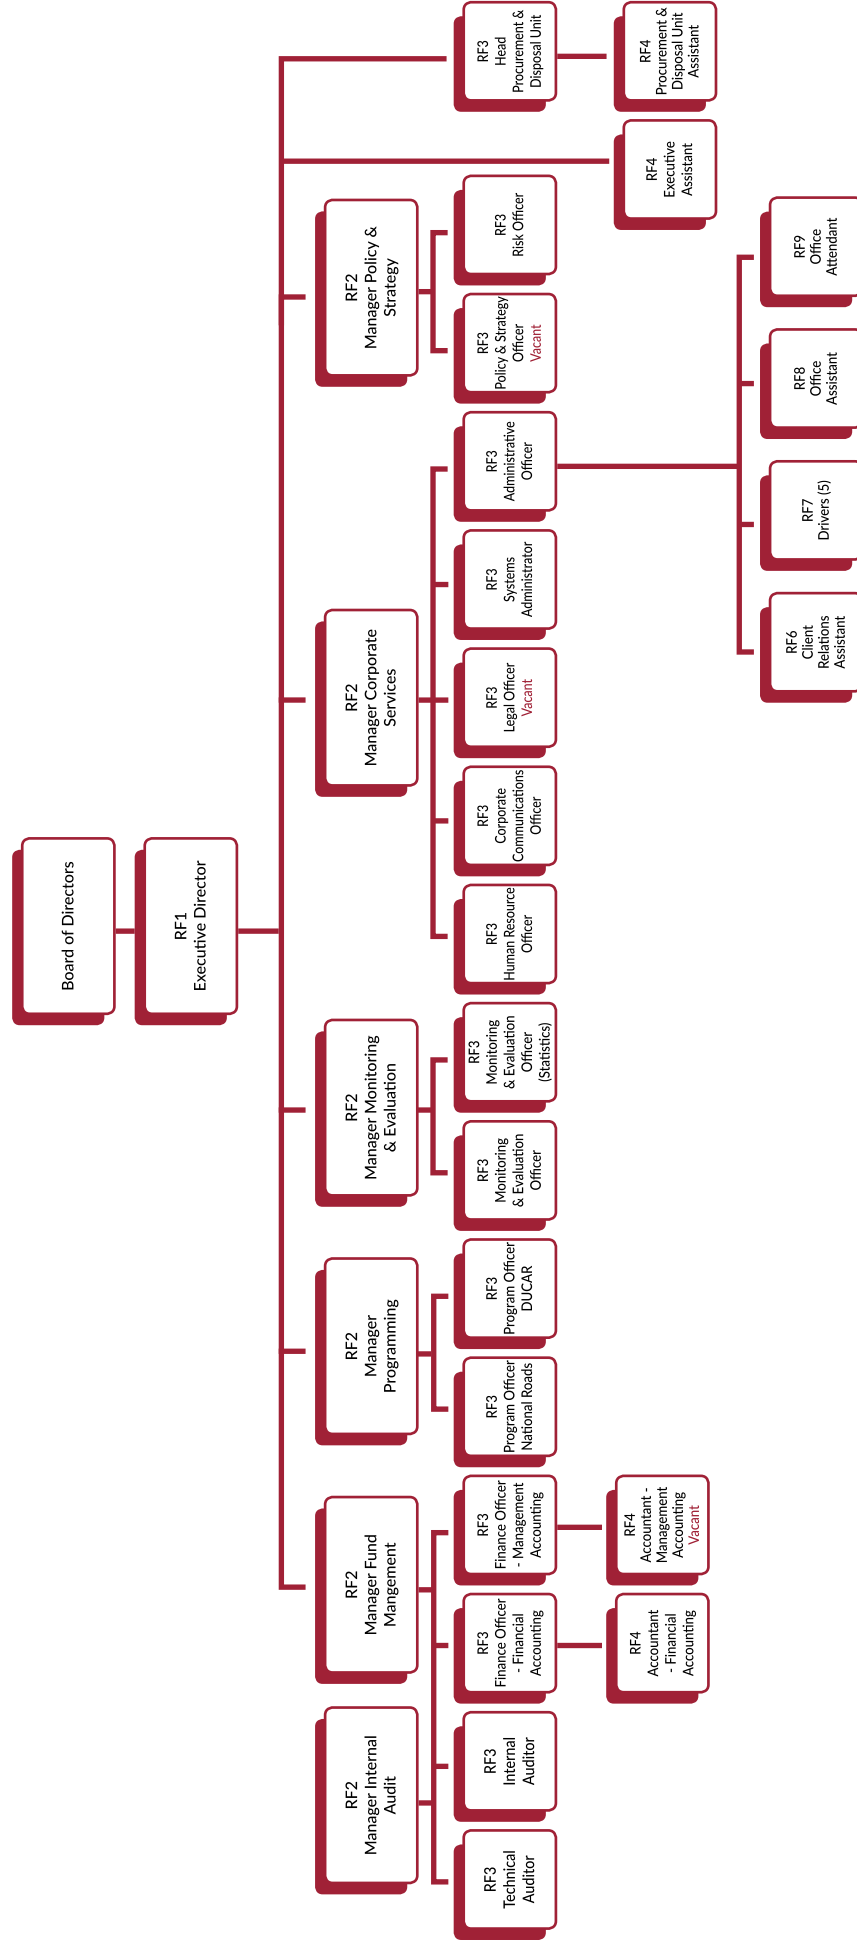 Board of Directors
RF1
Executive Director
RF2
Manager Internal
Audit
RF2
Manager Fund
Mangement
RF2
Manager
Programming
RF2
Manager Monitoring
& Evaluation
RF2
Manager Corporate
Services
RF2
Manager Policy &
Strategy
RF3
Technical
Auditor
RF3
Internal
Auditor
RF3
Finance Officer
- Financial
Accounting
RF3
Finance Officer
- Management
Accounting
RF3
Program Officer
National Roads
RF3
Program Officer
DUCAR
RF3
Monitoring
& Evaluation
Officer
RF3
Monitoring
& Evaluation
Officer
(Statistics)
RF3
Human Resource
Officer
RF3
Corporate
Communications
Officer
RF3
Legal Officer
Vacant
RF3
Systems
Administrator
RF3
Administrative
Officer
RF3
Policy & Strategy
Officer
Vacant
RF3
Risk Officer
RF3
Head
Procurement &
Disposal Unit
RF4
Accountant
- Financial
Accounting
RF4
Accountant -
Management
Accounting
Vacant
RF4
Executive
Assistant
RF4
Procurement &
Disposal Unit
Assistant
RF6
Client
Relations
Assistant
RF7
Drivers (5)
RF8
Office
Assistant
RF9
Office
Attendant